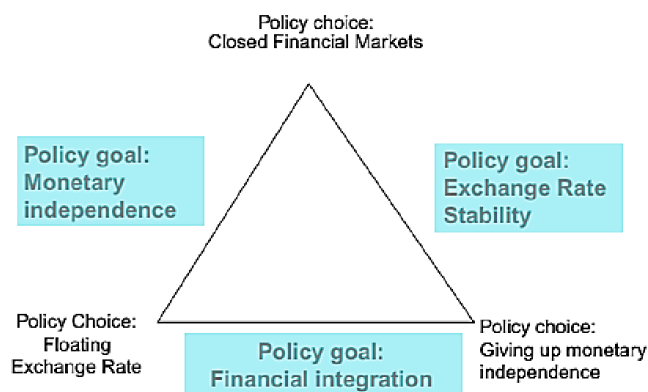 Policy choice:
Closed Financial Markets
Policy goal:
Monetary
independence
Policy goal:
Exchange Rate
Stability
Policy Choice:
Floating
Exchange Rate
Policy goal:
Financial integration
Policy choice:
Giving up monetary
independence